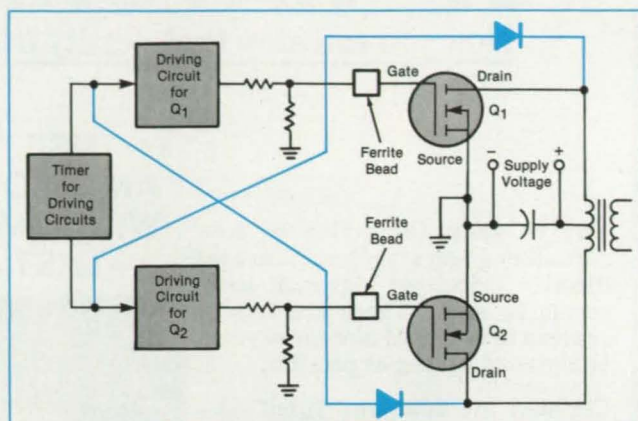 Driving
Circuit
for
Q1
Timer
for
Driving
Circuits
Driving
Circuit
for
Q2
Gate
Drain
Q1
Source
Ferrite
Bead
− +
Supply
Voltage
Ferrite
Bead
Gate
Source
Q2
Drain